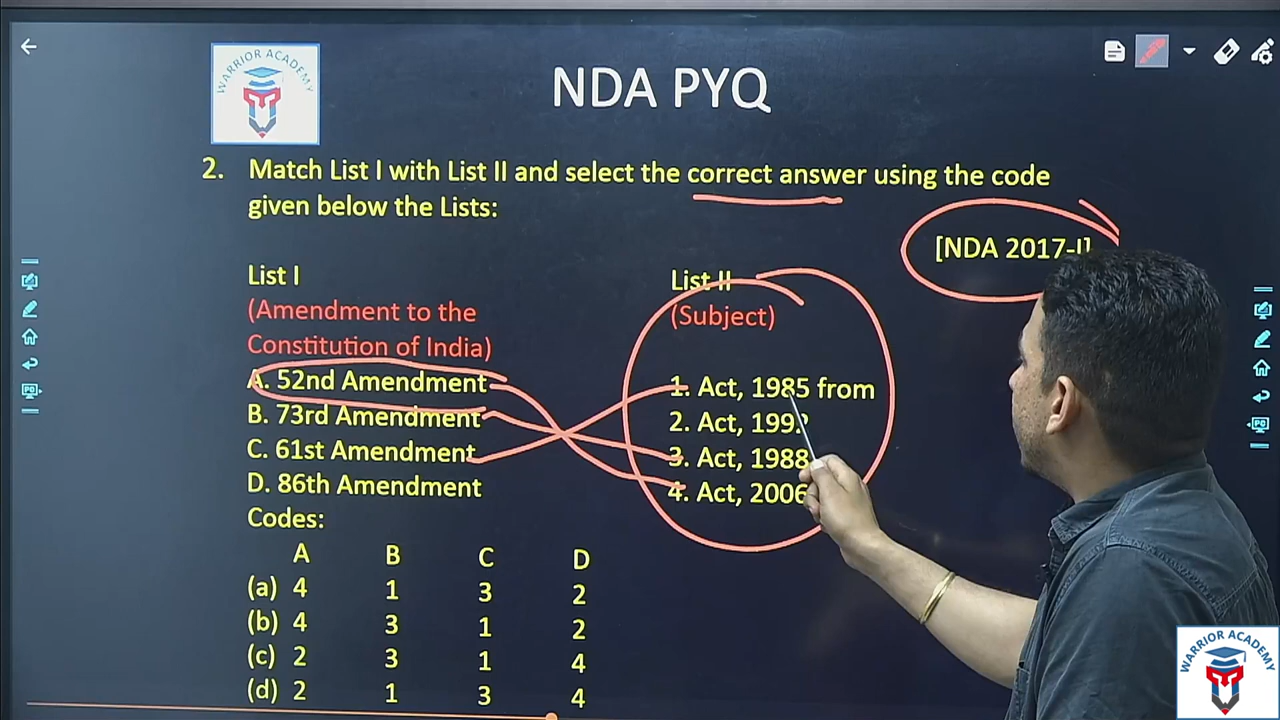 WARRIOR ACADEMY
NDA PYQ
2. Match List I with List II and select the correct answer using the code
given below the Lists:
[NDA 2017-I]
List I
List II
(Amendment to the
(Subject)
Constitution of India)
A. 52nd Amendment
1. Act, 1985 from
B. 73rd Amendment
2. Act, 1992
C. 61st Amendment
3. Act, 1988
D. 86th Amendment
4. Act, 2006
Codes:
A B C D
(a) 4 1 3 2
(b) 4 3 1 2
(c) 2 3 1 4
(d) 2 1 3 4
WARRIOR ACADEMY